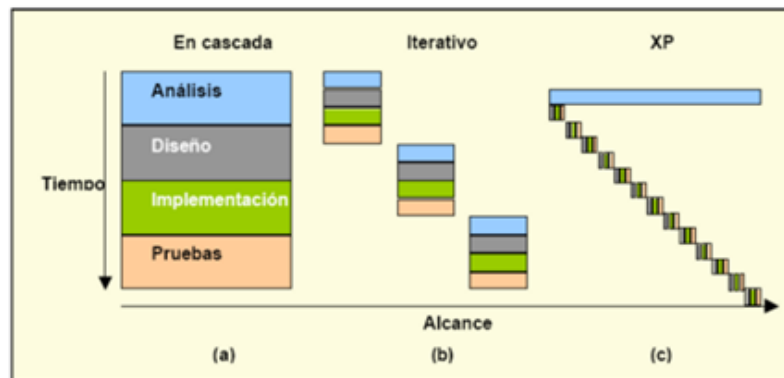 En cascada Iterativo XP
Análisis
Diseño
Tiempo
Implementación
Pruebas
Alcance
(a) (b) (c)